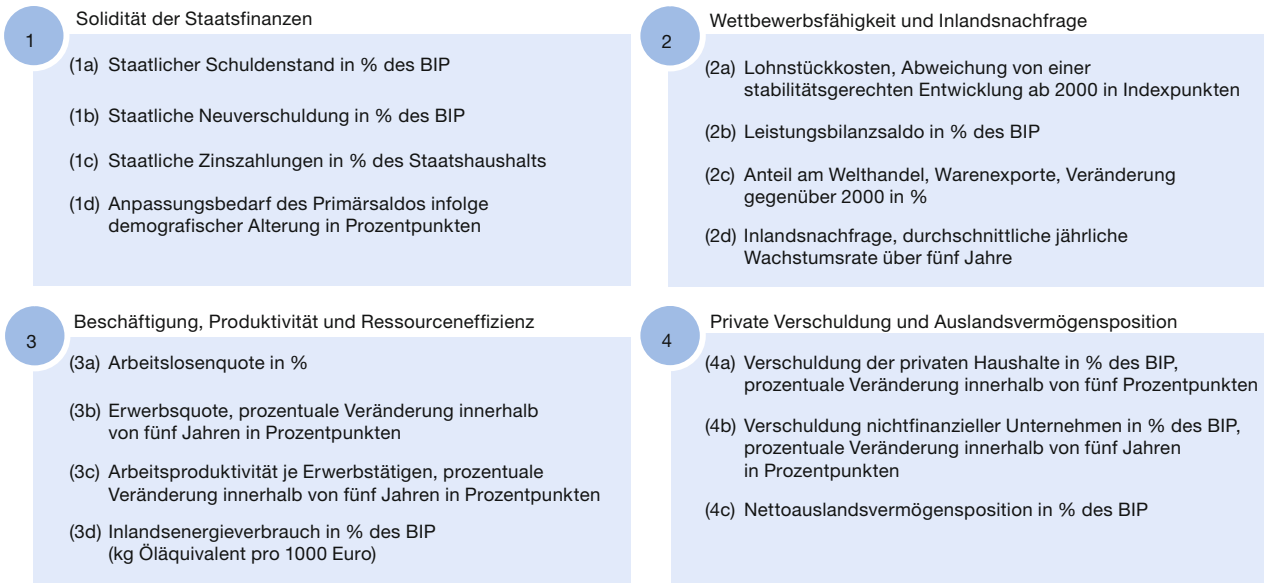 1
Solidität der Staatsfinanzen
(1a) Staatlicher Schuldenstand in % des BIP
(1b) Staatliche Neuverschuldung in % des BIP
(1c) Staatliche Zinszahlungen in % des Staatshaushalts
(1d) Anpassungsbedarf des Primärsaldos infolge
demografischer Alterung in Prozentpunkten
2
Wettbewerbsfähigkeit und Inlandsnachfrage
(2a) Lohnstückkosten, Abweichung von einer
stabilitätsgerechten Entwicklung ab 2000 in Indexpunkten
(2b) Leistungsbilanzsaldo in % des BIP
(2c) Anteil am Welthandel, Warenexporte, Veränderung
gegenüber 2000 in %
(2d) Inlandsnachfrage, durchschnittliche jährliche
Wachstumsrate über fünf Jahre
3
Beschäftigung, Produktivität und Ressourceneffizienz
(3a) Arbeitslosenquote in %
(3b) Erwerbsquote, prozentuale Veränderung innerhalb
von fünf Jahren in Prozentpunkten
(3c) Arbeitsproduktivität je Erwerbstätigen, prozentuale
Veränderung innerhalb von fünf Jahren in Prozentpunkten
(3d) Inlandsenergieverbrauch in % des BIP
(kg Öläquivalent pro 1000 Euro)
4
Private Verschuldung und Auslandsvermögensposition
(4a) Verschuldung der privaten Haushalte in % des BIP,
prozentuale Veränderung innerhalb von fünf Prozentpunkten
(4b) Verschuldung nichtfinanzieller Unternehmen in % des BIP,
prozentuale Veränderung innerhalb von fünf Jahren
in Prozentpunkten
(4c) Nettoauslandsvermögensposition in % des BIP